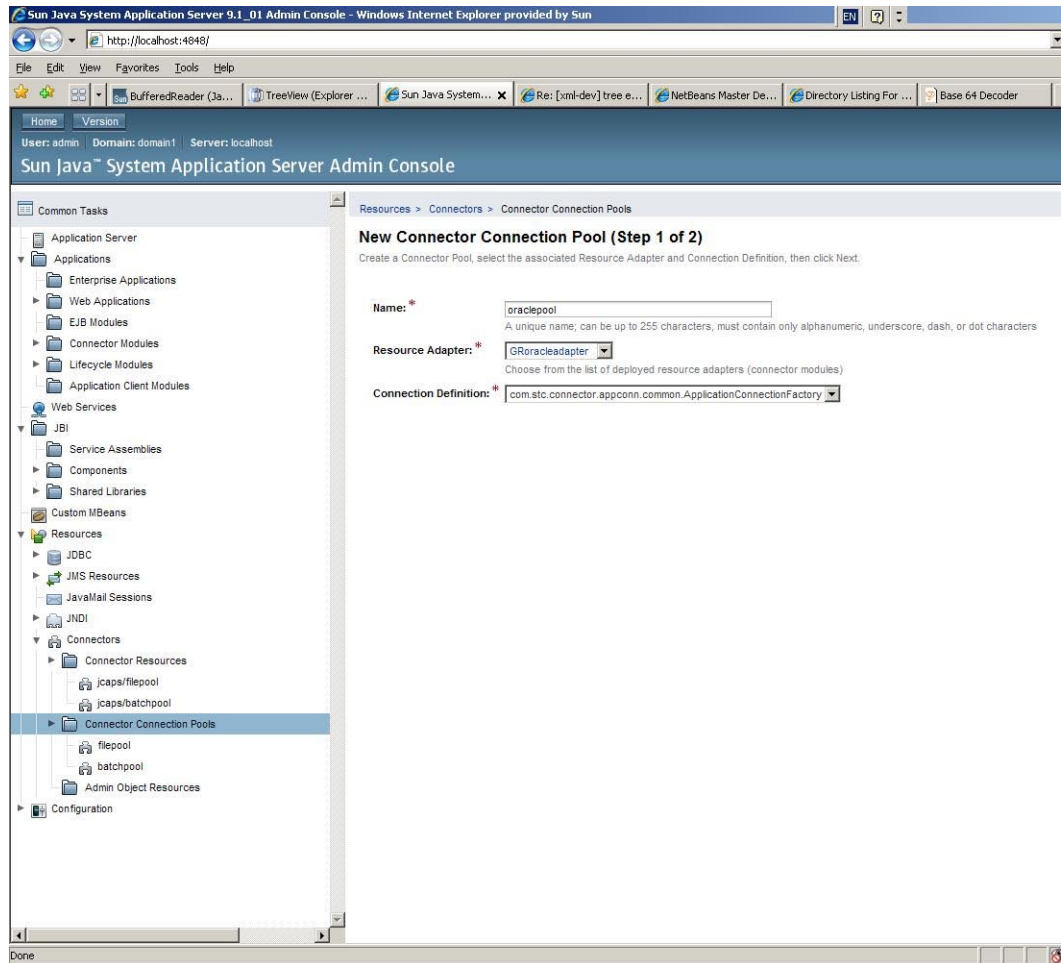 Sun Java System Application Server 9.1_01 Admin Console - Windows Internet Explorer provided by Sun
EN
http://localhost:4848/
File Edit View Favorites Tools Help
BufferedReader (Ja... TreeView (Explorer ... Sun Java System... Re: [xml-dev] tree e... NetBeans Master De... Directory Listing For ... Base 64 Decoder
Home Version
User: admin Domain: domain1 Server: localhost
Sun Java™ System Application Server Admin Console
Common Tasks
Application Server
Applications
Enterprise Applications
Web Applications
EJB Modules
Connector Modules
Lifecycle Modules
Application Client Modules
Web Services
JBI
Service Assemblies
Components
Shared Libraries
Custom MBeans
Resources
JDBC
JMS Resources
JavaMail Sessions
JNDI
Connectors
Connector Resources
jcaps/filepool
jcaps/batchpool
Connector Connection Pools
filepool
batchpool
Admin Object Resources
Configuration
Resources > Connectors > Connector Connection Pools
New Connector Connection Pool (Step 1 of 2)
Create a Connector Pool, select the associated Resource Adapter and Connection Definition, then click Next.
Name: * oraclepool
A unique name; can be up to 255 characters, must contain only alphanumeric, underscore, dash, or dot characters
Resource Adapter: * GRoracleadapter
Choose from the list of deployed resource adapters (connector modules)
Connection Definition: * com.stc.connector.appconn.common.ApplicationConnectionFactory
Done